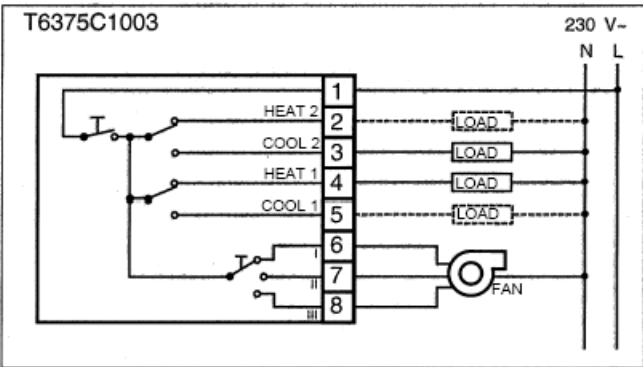 T6375C1003
230 V~
N L
1
HEAT 2 2 LOAD
COOL 2 3 LOAD
HEAT 1 4 LOAD
COOL 1 5 LOAD
I 6
II 7 FAN
III 8
T
T